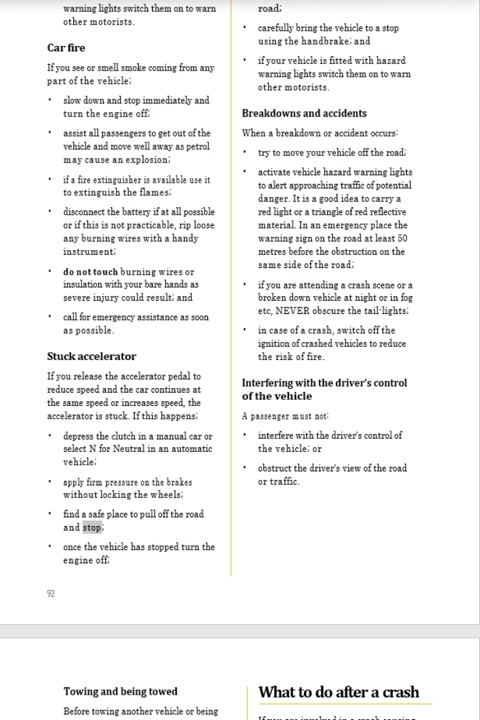 warning lights switch them on to warn
other motorists.
Car fire
If you see or smell smoke coming from any
part of the vehicle;
• slow down and stop immediately and
turn the engine off;
• assist all passengers to get out of the
vehicle and move well away as petrol
may cause an explosion;
• if a fire extinguisher is available use it
to extinguish the flames;
• disconnect the battery if at all possible
or if this is not practicable, rip loose
any burning wires with a handy
instrument;
• do not touch burning wires or
insulation with your bare hands as
severe injury could result; and
• call for emergency assistance as soon
as possible.
Stuck accelerator
If you release the accelerator pedal to
reduce speed and the car continues at
the same speed or increases speed, the
accelerator is stuck. If this happens;
• depress the clutch in a manual car or
select N for Neutral in an automatic
vehicle;
• apply firm pressure on the brakes
without locking the wheels;
• find a safe place to pull off the road
and stop;
• once the vehicle has stopped turn the
engine off;
92
road;
• carefully bring the vehicle to a stop
using the handbrake; and
• if your vehicle is fitted with hazard
warning lights switch them on to warn
other motorists.
Breakdowns and accidents
When a breakdown or accident occurs:
• try to move your vehicle off the road;
• activate vehicle hazard warning lights
to alert approaching traffic of potential
danger. It is a good idea to carry a
red light or a triangle of red reflective
material. In an emergency place the
warning sign on the road at least 50
metres before the obstruction on the
same side of the road;
• if you are attending a crash scene or a
broken down vehicle at night or in fog
etc, NEVER obscure the tail-lights;
• in case of a crash, switch off the
ignition of crashed vehicles to reduce
the risk of fire.
Interfering with the driver's control
of the vehicle
A passenger must not:
• interfere with the driver's control of
the vehicle; or
• obstruct the driver's view of the road
or traffic.
Towing and being towed
Before towing another vehicle or being
What to do after a crash